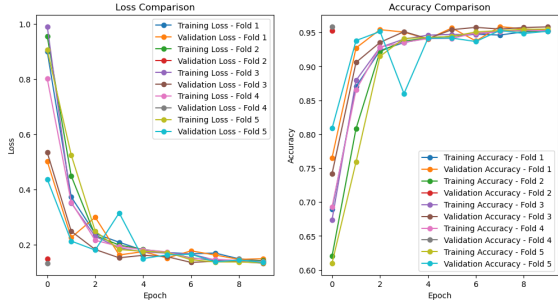 Loss Comparison
1.0
0.8
0.6
0.4
0.2
Loss
0
2
4
6
8
Epoch
Training Loss - Fold 1
Validation Loss - Fold 1
Training Loss - Fold 2
Validation Loss - Fold 2
Training Loss - Fold 3
Validation Loss - Fold 3
Training Loss - Fold 4
Validation Loss - Fold 4
Training Loss - Fold 5
Validation Loss - Fold 5
Accuracy Comparison
0.95
0.90
0.85
0.80
0.75
0.70
0.65
0.60
Accuracy
0
2
4
6
8
Epoch
Training Accuracy - Fold 1
Validation Accuracy - Fold 1
Training Accuracy - Fold 2
Validation Accuracy - Fold 2
Training Accuracy - Fold 3
Validation Accuracy - Fold 3
Training Accuracy - Fold 4
Validation Accuracy - Fold 4
Training Accuracy - Fold 5
Validation Accuracy - Fold 5